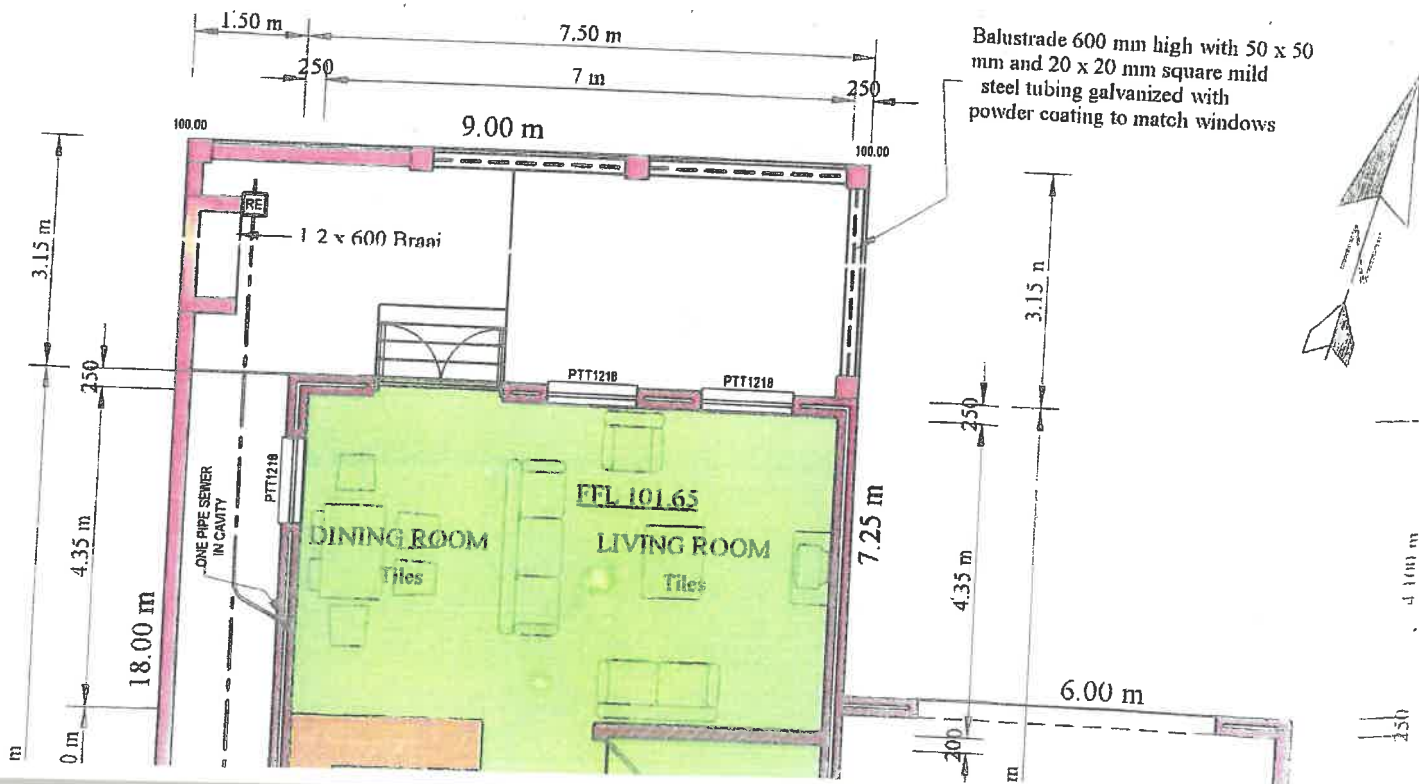 1.50 m
7.50 m
250
7 m
250
9.00 m
100.00
100.00
Balustrade 600 mm high with 50 x 50
mm and 20 x 20 mm square mild
steel tubing galvanized with
powder coating to match windows
RE
1 2 x 600 Braai
3.15 m
3.15 m
250
PTT1218
PTT1218
250
PTT1218
ONE PIPE SEWER
IN CAVITY
FFL 101.65
DINING ROOM
Tiles
LIVING ROOM
Tiles
4.35 m
18.00 m
7.25 m
4.35 m
6.00 m
200
250
0 m
m
m